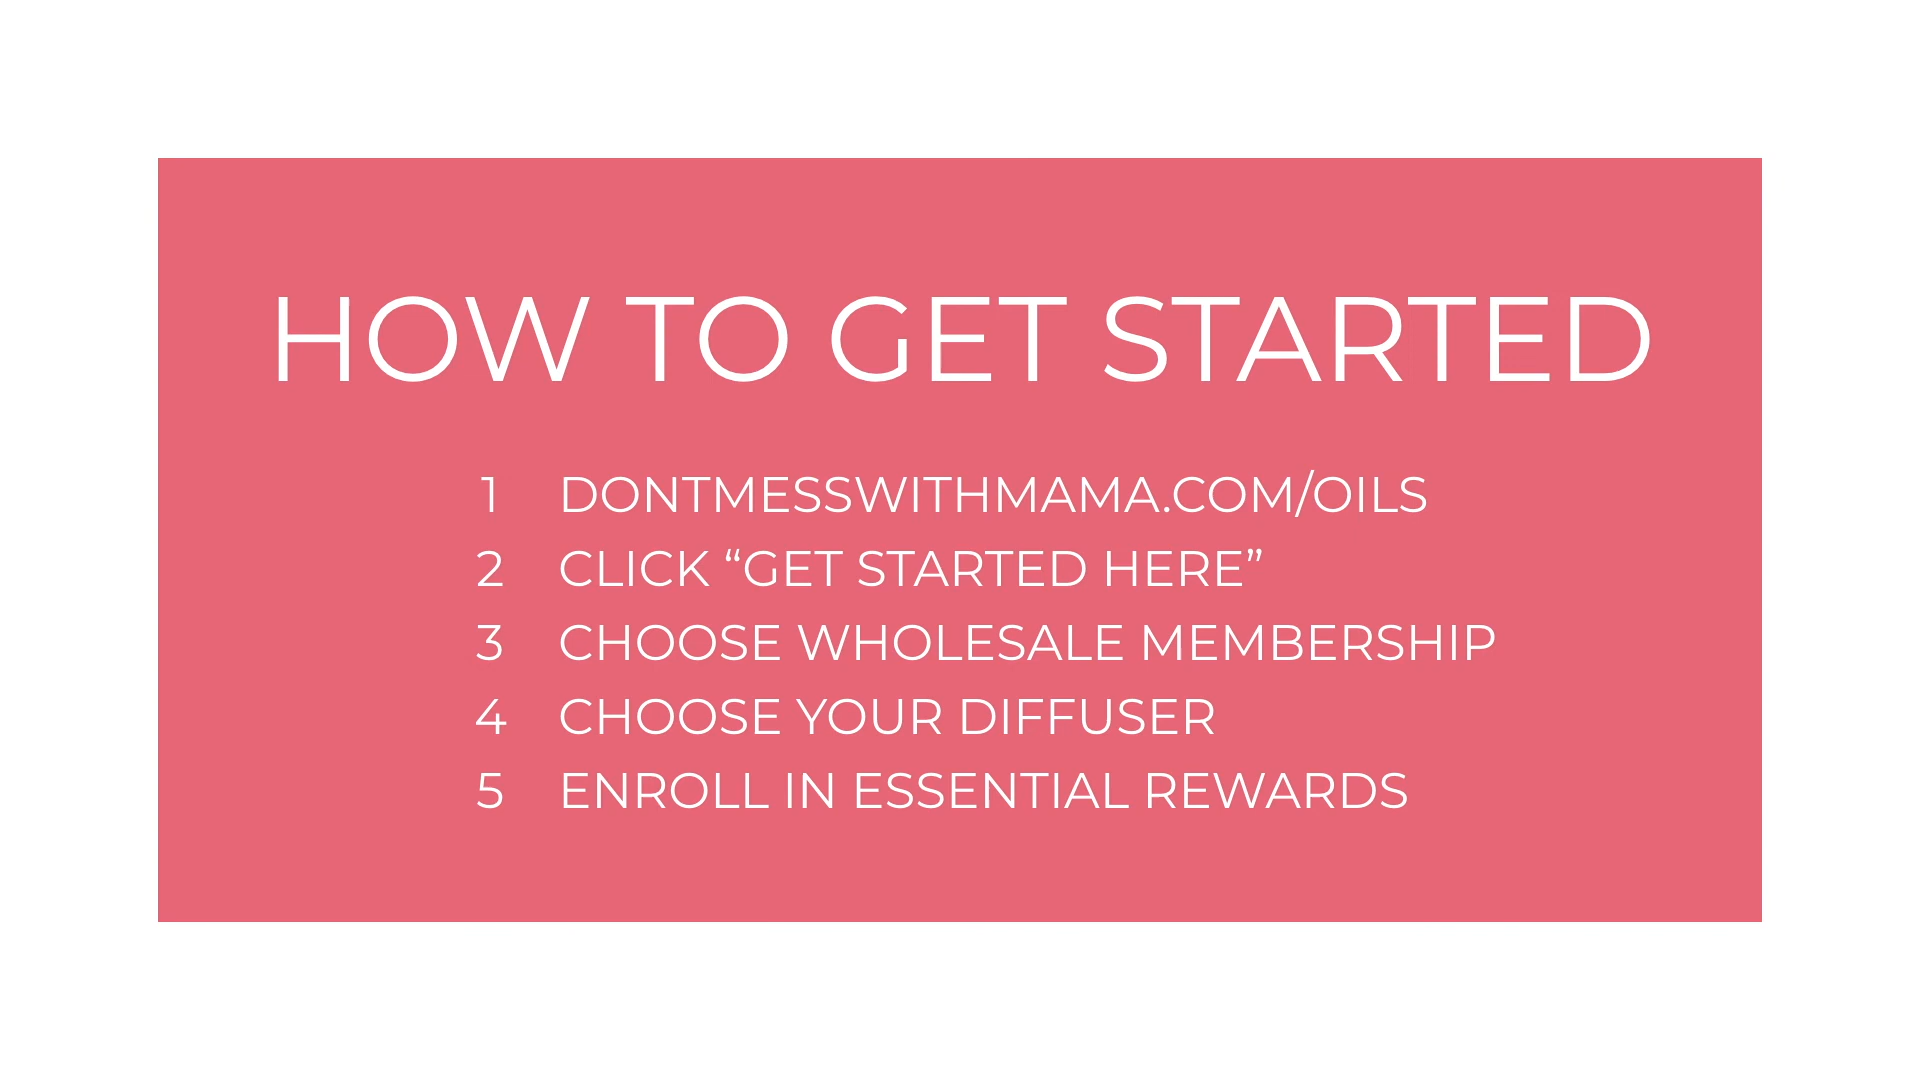 HOW TO GET STARTED
1 DONTMESSWITHMAMA.COM/OILS
2 CLICK “GET STARTED HERE”
3 CHOOSE WHOLESALE MEMBERSHIP
4 CHOOSE YOUR DIFFUSER
5 ENROLL IN ESSENTIAL REWARDS